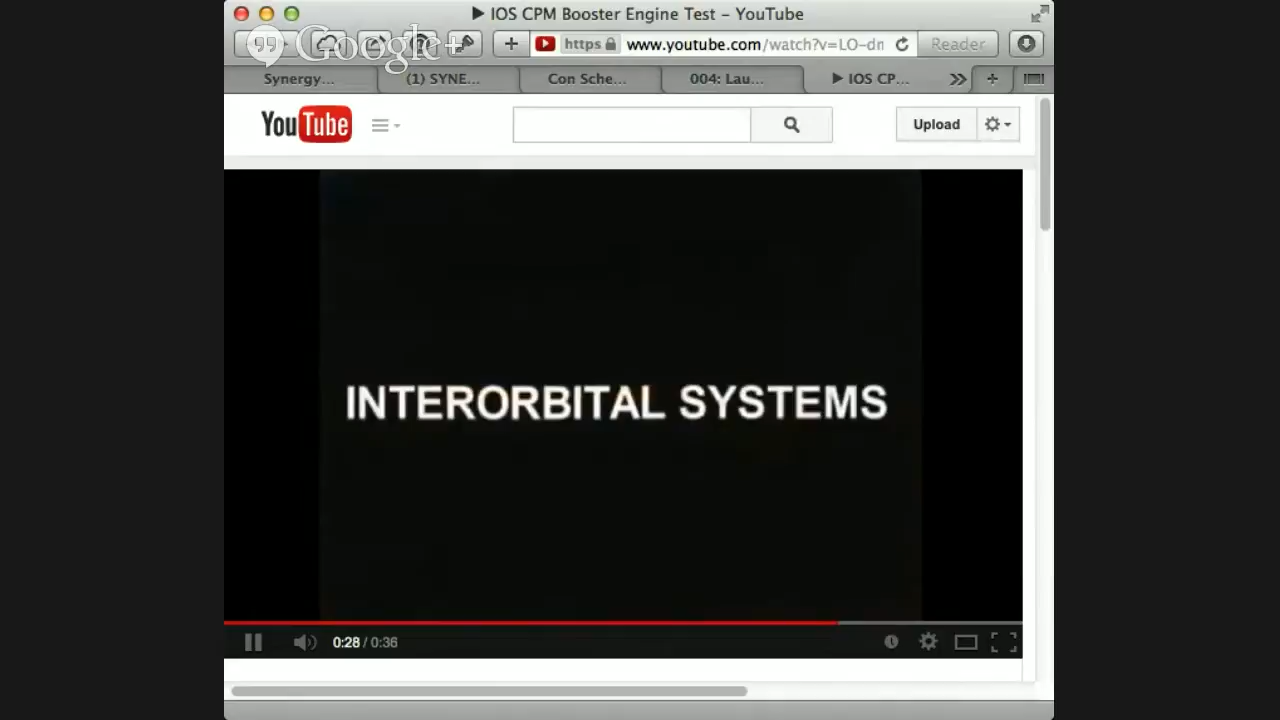 ▶ IOS CPM Booster Engine Test – YouTube
Google+
https www.youtube.com/watch?v=LO-dn
Reader
Synergy...
(1) SYNE...
Con Sche...
004: Lau...
▶ IOS CP...
YouTube
Upload
INTERORBITAL SYSTEMS
0:28 / 0:36